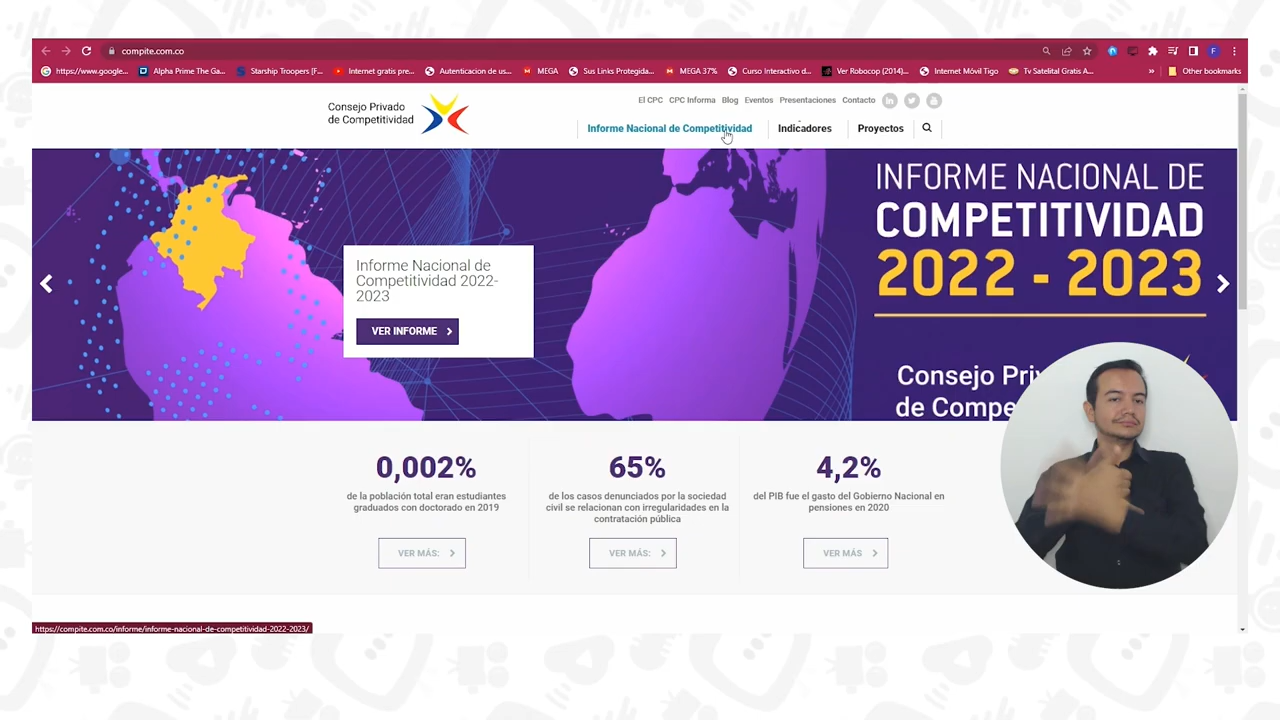 compite.com.co
https://www.google...
Alpha Prime The Ga...
Starship Troopers [F...
Internet gratis pre...
Autenticacion de us...
MEGA
Sus Links Protegida...
MEGA 37%
Curso Interactivo d...
Ver Robocop (2014)...
Internet Móvil Tigo
Tv Satelital Gratis A...
»
Other bookmarks
El CPC
CPC Informa
Blog
Eventos
Presentaciones
Contacto
Consejo Privado
de Competitividad
Informe Nacional de Competitividad
Indicadores
Proyectos
INFORME NACIONAL DE
COMPETITIVIDAD
2022 - 2023
Informe Nacional de
Competitividad 2022-
2023
VER INFORME
Consejo Pri
de Compe
0,002%
de la población total eran estudiantes
graduados con doctorado en 2019
VER MÁS:
65%
de los casos denunciados por la sociedad
civil se relacionan con irregularidades en la
contratación pública
VER MÁS:
4,2%
del PIB fue el gasto del Gobierno Nacional en
pensiones en 2020
VER MÁS
https://compite.com.co/informe/informe-nacional-de-competitividad-2022-2023/